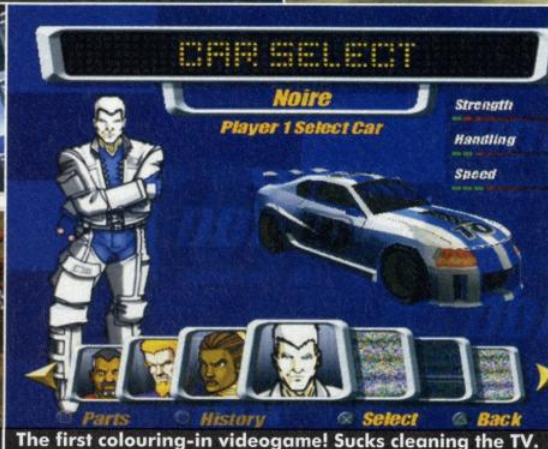 CAR SELECT
Noire
Player 1 Select Car
Strength
Handling
Speed
10
Parts
History
Select
Back
The first colouring-in videogame! Sucks cleaning the TV.